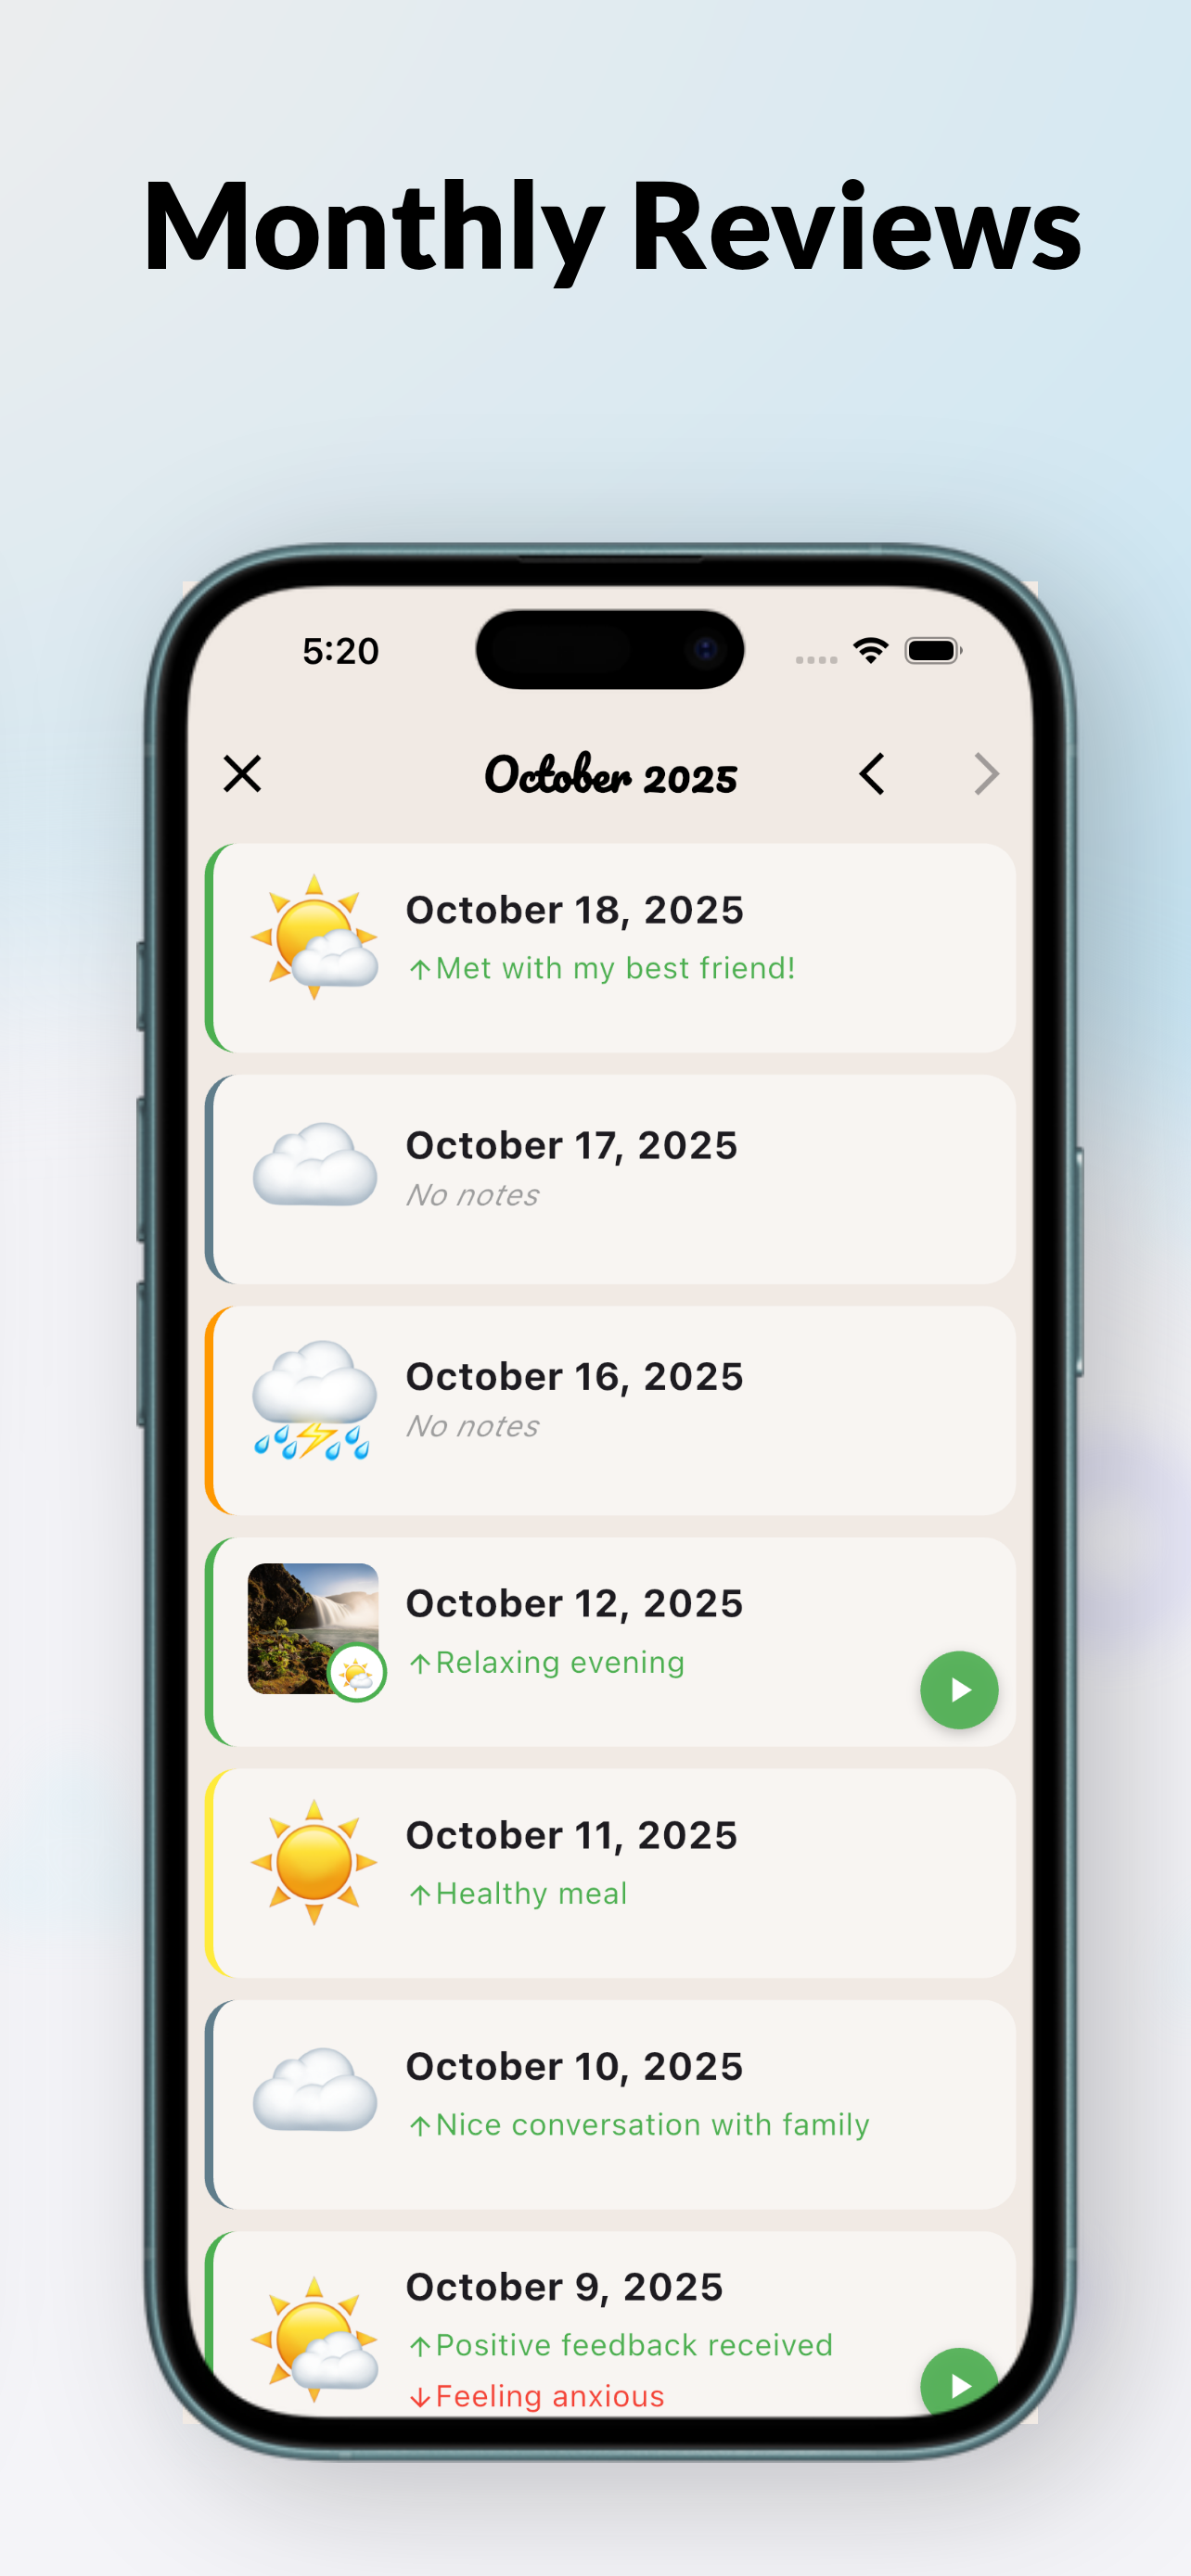 Monthly Reviews
5:20
October 2025
October 18, 2025
↑Met with my best friend!
October 17, 2025
No notes
October 16, 2025
No notes
October 12, 2025
↑Relaxing evening
October 11, 2025
↑Healthy meal
October 10, 2025
↑Nice conversation with family
October 9, 2025
↑Positive feedback received
↓Feeling anxious